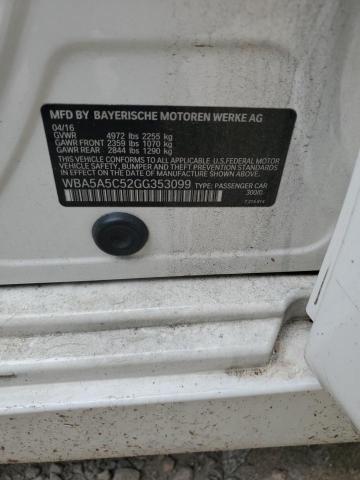 MFD BY BAYERISCHE MOTOREN WERKE AG
04/16
GVWR 4972 lbs 2255 kg
GAWR FRONT 2359 lbs 1070 kg
GAWR REAR 2844 lbs 1290 kg
THIS VEHICLE CONFORMS TO ALL APPLICABLE U.S.FEDERAL MOTOR
VEHICLE SAFETY, BUMPER AND THEFT PREVENTION STANDARDS
IN EFFECT ON THE DATE OF MANUFACTURE SHOWN ABOVE.
WBA5A5C52GG353099 TYPE: PASSENGER CAR
300/0